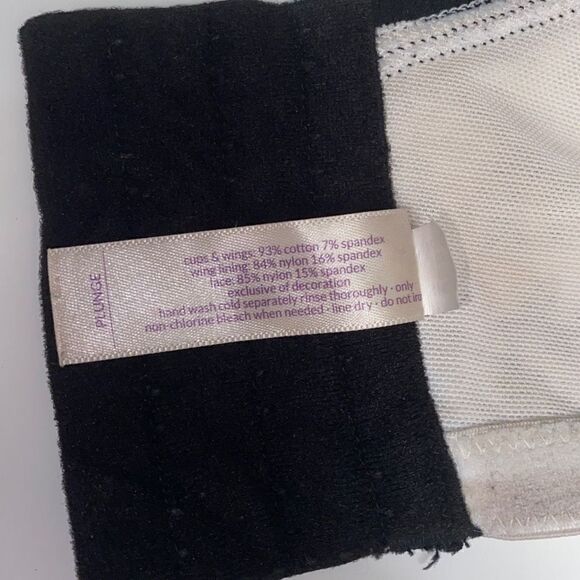 PLUNGE
cups & wings: 93% cotton 7% spandex
wing lining: 84% nylon 16% spandex
lace: 85% nylon 15% spandex
exclusive of decoration
hand wash cold separately rinse thoroughly · only
non-chlorine bleach when needed · line dry · do not iro